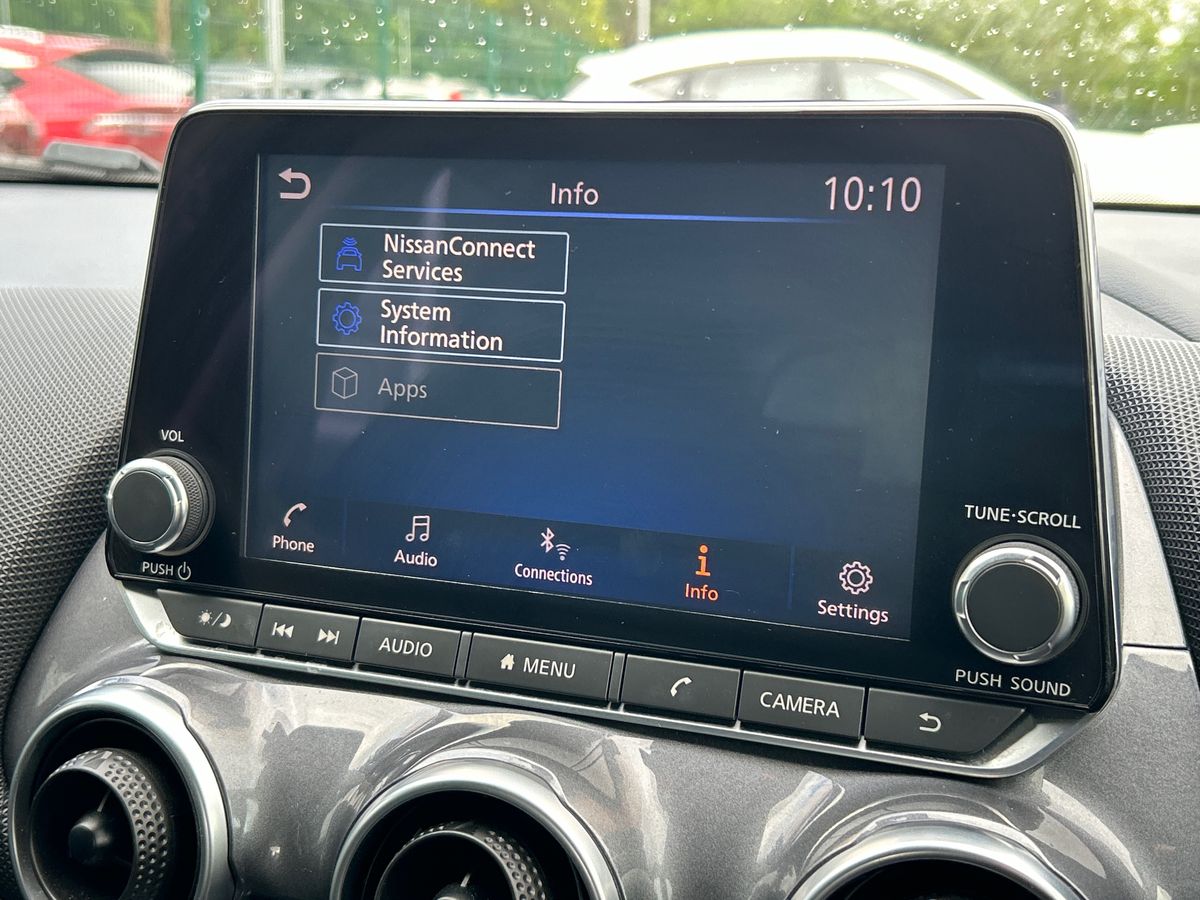 Info
10:10
NissanConnect
Services
System
Information
Apps
VOL
PUSH
TUNE·SCROLL
PUSH SOUND
Phone
Audio
Connections
Info
Settings
AUDIO
MENU
CAMERA